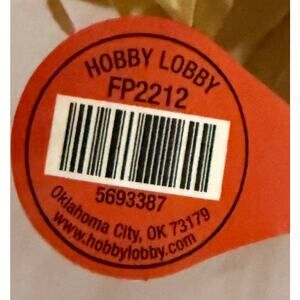 HOBBY LOBBY
FP2212
5693387
Oklahoma City, OK 73179
www.hobbylobby.com